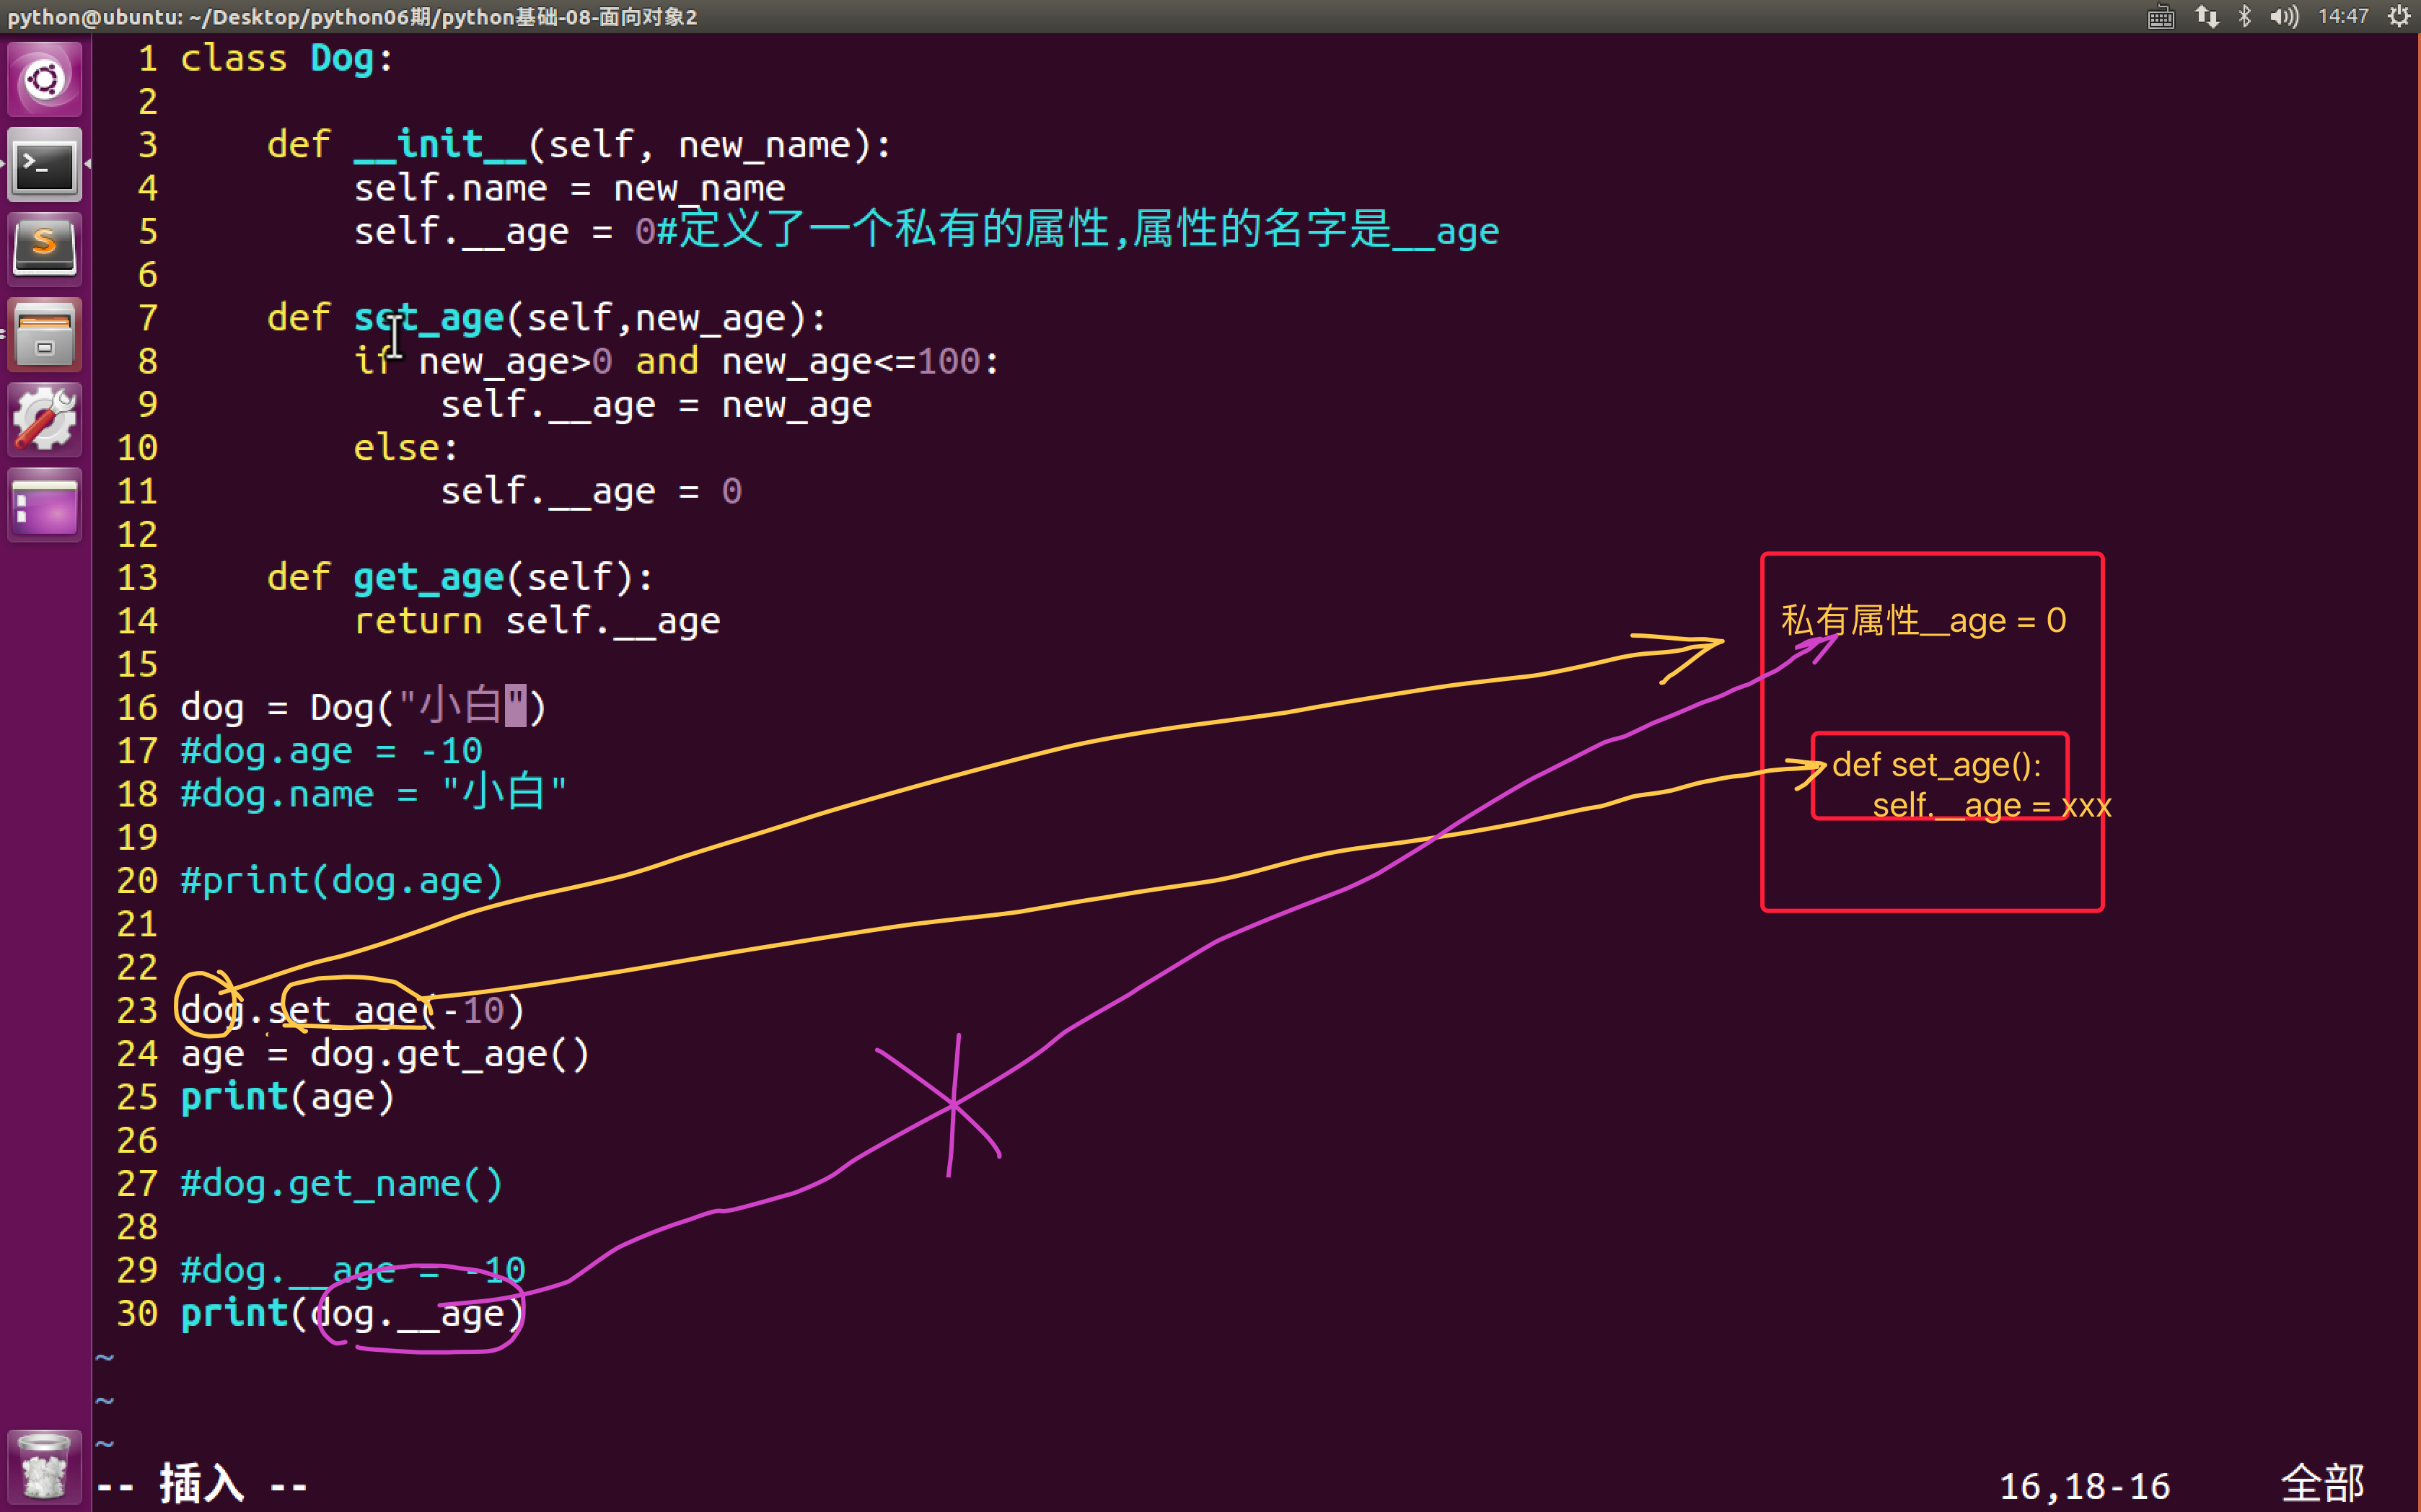 python@ubuntu: ~/Desktop/python06期/python基础-08-面向对象2
14:47
1 class Dog:
2
3     def __init__(self, new_name):
4         self.name = new_name
5         self.__age = 0#定义了一个私有的属性,属性的名字是__age
6
7     def set_age(self,new_age):
8         if new_age>0 and new_age<=100:
9             self.__age = new_age
10         else:
11             self.__age = 0
12
13     def get_age(self):
14         return self.__age
15
16 dog = Dog("小白")
17 #dog.age = -10
18 #dog.name = "小白"
19
20 #print(dog.age)
21
22
23 dog.set_age(-10)
24 age = dog.get_age()
25 print(age)
26
27 #dog.get_name()
28
29 #dog.__age = -10
30 print(dog.__age)
~
~
~
-- 插入 --
16,18-16
全部
私有属性__age = 0
def set_age():
self.__age = xxx